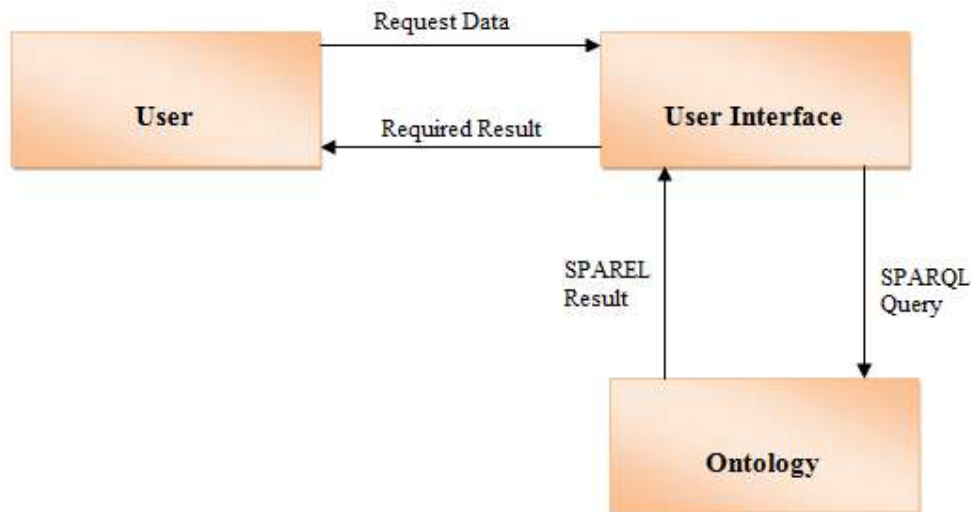 Request Data
User
User Interface
Required Result
SPAREL
Result
SPARQL
Query
Ontology